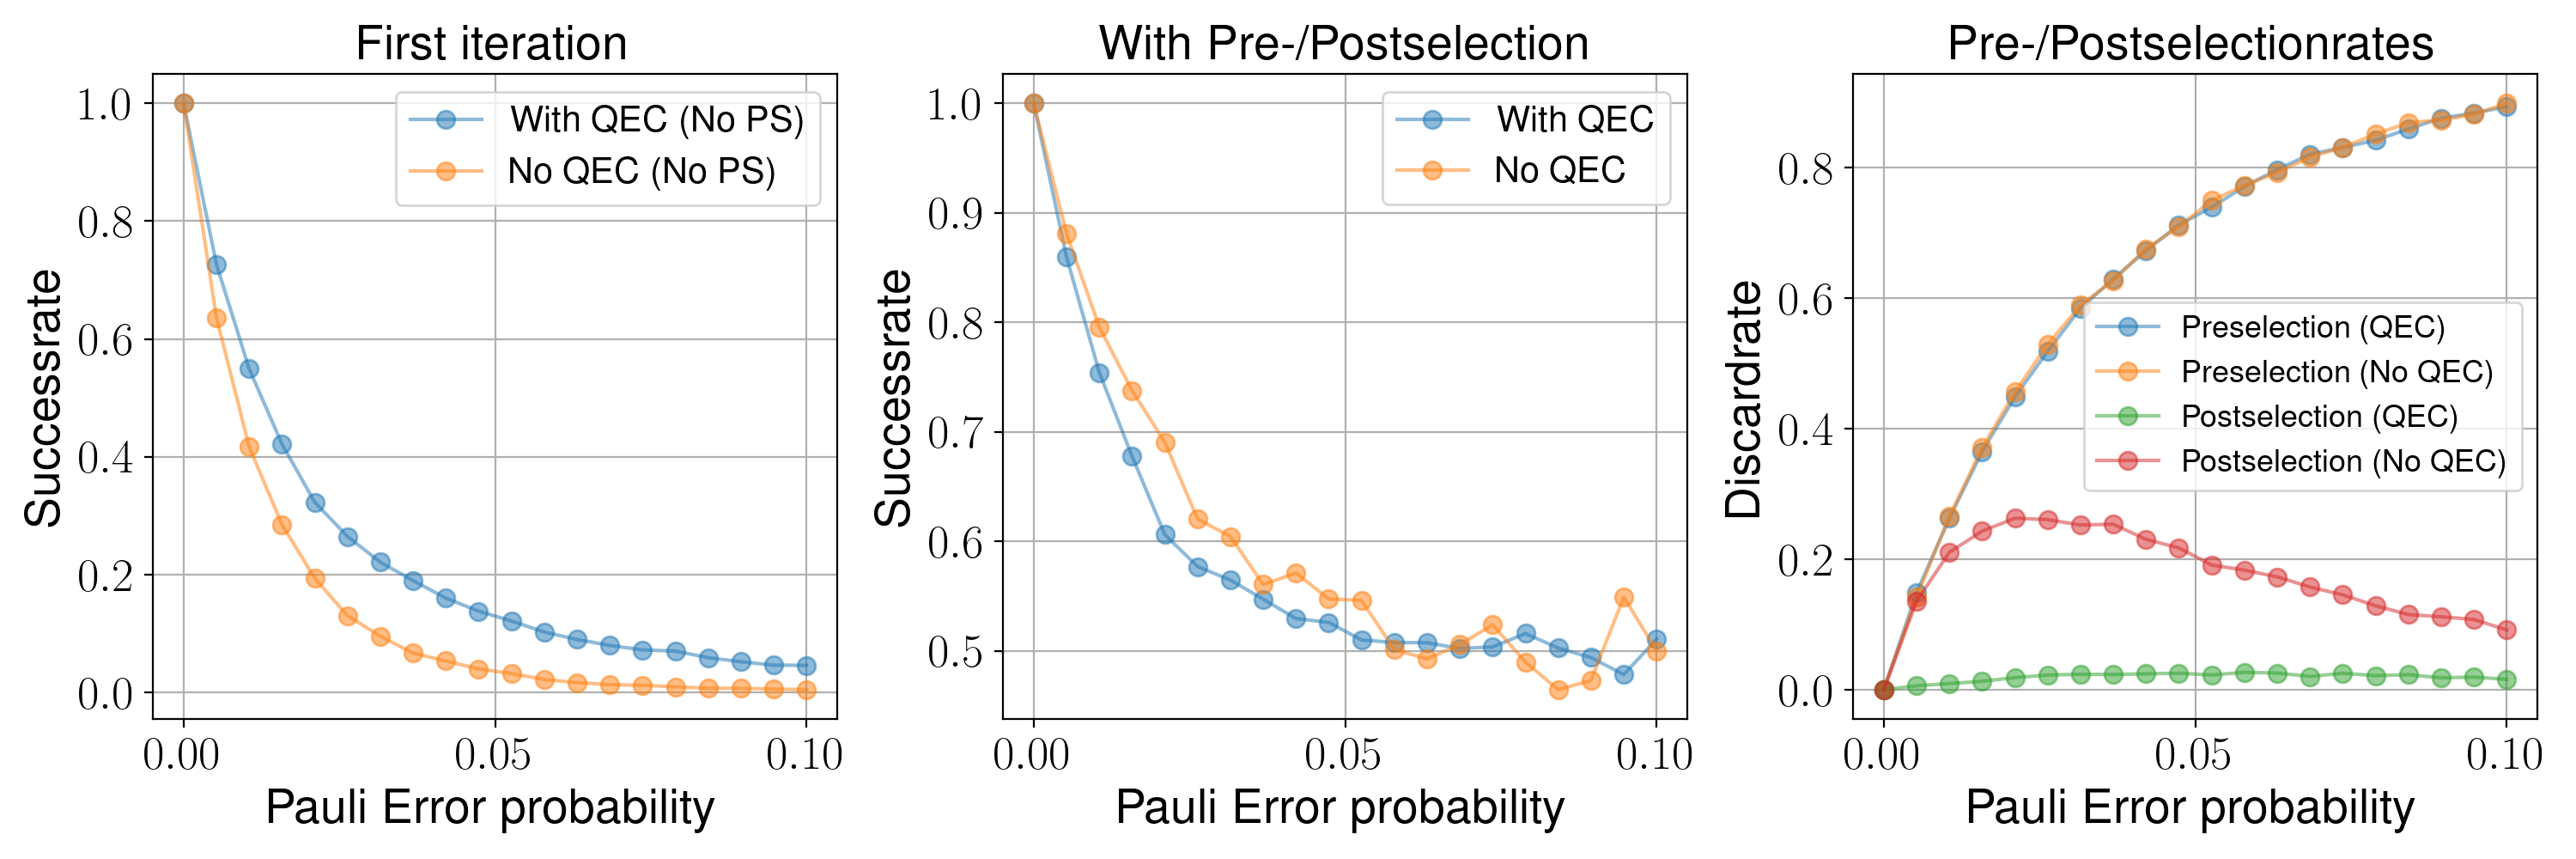 First iteration
1.0
0.8
0.6
0.4
0.2
0.0
Successrate
With QEC (No PS)
No QEC (No PS)
0.00 0.05 0.10
Pauli Error probability
With Pre-/Postselection
1.0
0.9
0.8
0.7
0.6
0.5
Successrate
With QEC
No QEC
0.00 0.05 0.10
Pauli Error probability
Pre-/Postselectionrates
0.8
0.6
0.4
0.2
0.0
Discardrate
Preselection (QEC)
Preselection (No QEC)
Postselection (QEC)
Postselection (No QEC)
0.00 0.05 0.10
Pauli Error probability